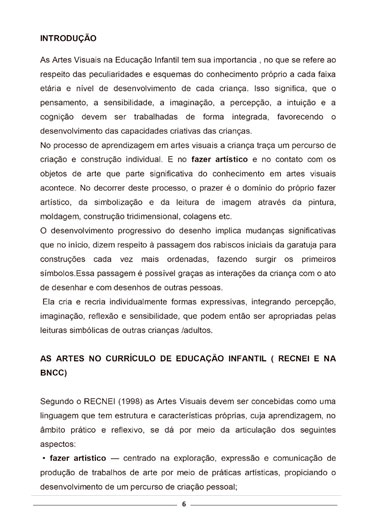 INTRODUÇÃO
As Artes Visuais na Educação Infantil tem sua importancia , no que se refere ao
respeito das peculiaridades e esquemas do conhecimento próprio a cada faixa
etária e nível de desenvolvimento de cada criança. Isso significa, que o
pensamento, a sensibilidade, a imaginação, a percepção, a intuição e a
cognição devem ser trabalhadas de forma integrada, favorecendo o
desenvolvimento das capacidades criativas das crianças.
No processo de aprendizagem em artes visuais a criança traça um percurso de
criação e construção individual. E no fazer artístico e no contato com os
objetos de arte que parte significativa do conhecimento em artes visuais
acontece. No decorrer deste processo, o prazer é o domínio do próprio fazer
artístico, da simbolização e da leitura de imagem através da pintura,
moldagem, construção tridimensional, colagens etc.
O desenvolvimento progressivo do desenho implica mudanças significativas
que no início, dizem respeito à passagem dos rabiscos iniciais da garatuja para
construções cada vez mais ordenadas, fazendo surgir os primeiros
símbolos.Essa passagem é possível graças as interações da criança com o ato
de desenhar e com desenhos de outras pessoas.
Ela cria e recria individualmente formas expressivas, integrando percepção,
imaginação, reflexão e sensibilidade, que podem então ser apropriadas pelas
leituras simbólicas de outras crianças /adultos.
AS ARTES NO CURRÍCULO DE EDUCAÇÃO INFANTIL ( RECNEI E NA
BNCC)
Segundo o RECNEI (1998) as Artes Visuais devem ser concebidas como uma
linguagem que tem estrutura e características próprias, cuja aprendizagem, no
âmbito prático e reflexivo, se dá por meio da articulação dos seguintes
aspectos:
• fazer artístico — centrado na exploração, expressão e comunicação de
produção de trabalhos de arte por meio de práticas artísticas, propiciando o
desenvolvimento de um percurso de criação pessoal;
6